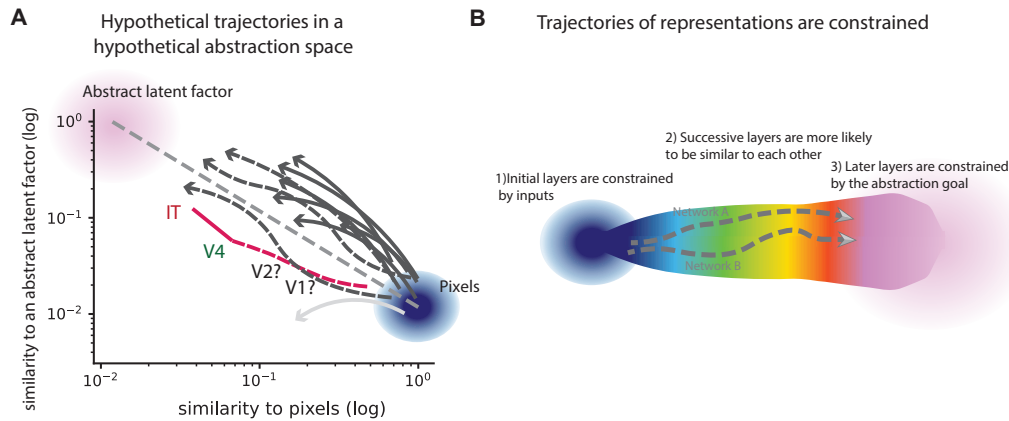 A
Hypothetical trajectories in a
hypothetical abstraction space
Abstract latent factor
similarity to an abstract latent factor (log)
10⁰
10⁻¹
10⁻²
IT
V4
V2?
V1?
Pixels
10⁻²
10⁻¹
10⁰
similarity to pixels (log)
B
Trajectories of representations are constrained
1)Initial layers are constrained
by inputs
2) Successive layers are more likely
to be similar to each other
3) Later layers are constrained
by the abstraction goal
Network A
Network B